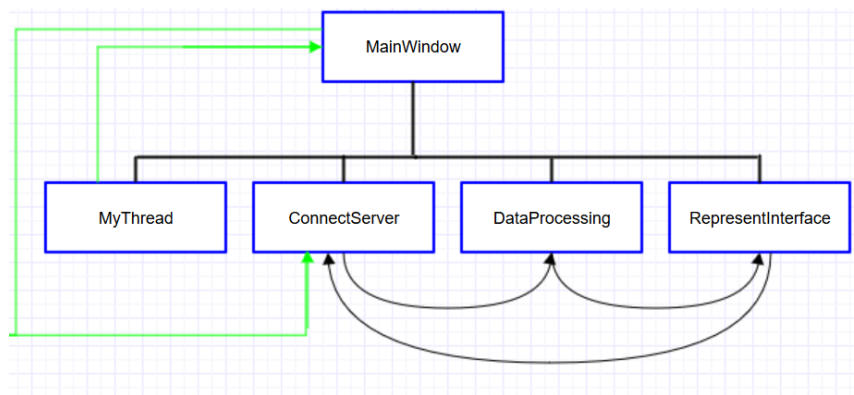 MainWindow
MyThread
ConnectServer
DataProcessing
RepresentInterface